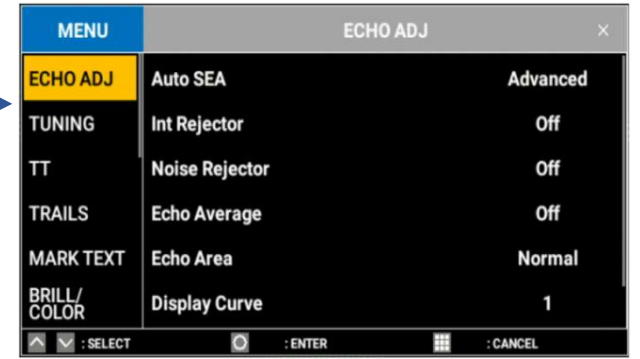 MENU ECHO ADJ ×
ECHO ADJ Auto SEA Advanced
TUNING Int Rejector Off
TT Noise Rejector Off
TRAILS Echo Average Off
MARK TEXT Echo Area Normal
BRILL/
COLOR Display Curve 1
: SELECT : ENTER : CANCEL